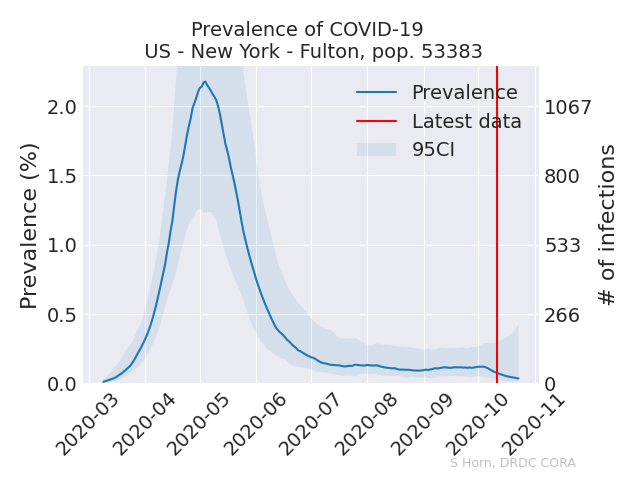 Prevalence of COVID-19
US - New York - Fulton, pop. 53383
Prevalence
Latest data
95CI
Prevalence (%)
2.0
1.5
1.0
0.5
0.0
# of infections
1067
800
533
266
0
2020-03
2020-04
2020-05
2020-06
2020-07
2020-08
2020-09
2020-10
2020-11
S Horn, DRDC CORA